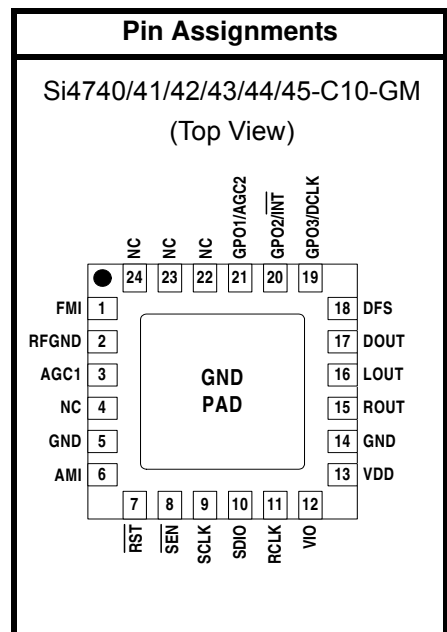 Pin Assignments
Si4740/41/42/43/44/45-C10-GM
(Top View)
NC
NC
NC
GPO1/AGC2
GPO2/INT
GPO3/DCLK
24
23
22
21
20
19
FMI 1
RFGND 2
AGC1 3
NC 4
GND 5
AMI 6
GND
PAD
18 DFS
17 DOUT
16 LOUT
15 ROUT
14 GND
13 VDD
7
8
9
10
11
12
RST
SEN
SCLK
SDIO
RCLK
VIO